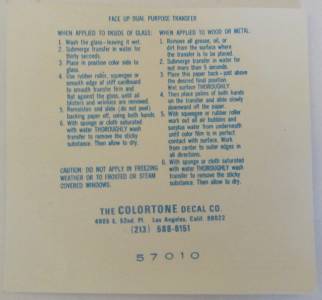 FACE UP DUAL PURPOSE TRANSFER
WHEN APPLIED TO INSIDE OF GLASS:
1. Wash the glass-leaving it wet.
2. Submerge transfer in water for
thirty seconds.
3. Place in position color side to
glass.
4. Use rubber roller, squeegee or
smooth edge of stiff cardboard
to smooth transfer firm and
flat against the glass, until all
blisters and wrinkles are removed.
5. Remoisten and slide (do not peel)
backing paper off, using both hands.
6. With sponge or cloth saturated
with water THOROUGHLY wash
transfer to remove the sticky
substance. Then allow to dry.
CAUTION: DO NOT APPLY IN FREEZING
WEATHER OR TO FROSTED OR STEAM
COVERED WINDOWS.
WHEN APPLIED TO WOOD OR METAL:
1. Remove all grease, oil, or
dirt from the surface where
the transfer is to be placed.
2. Submerge transfer in water for
not more than 5 seconds.
3. Place this paper back - just above
the desired final position
Wet surface THOROUGHLY
4. Then place palms of both hands
on the transfer and slide slowly
downward off the paper.
5. With squeegee or rubber roller
work out all air bubbles and
surplus water from underneath
until color film is in perfect
contact with surface. Work
from center to outer edges in
all directions.
6. With sponge or cloth saturated
with water THOROUGHLY wash
transfer to remove the sticky
substance. Then allow to dry.
THE COLORTONE DECAL CO.
4905 E. 52nd. Pl. Los Angeles, Calif. 90022
(213) 588-8151
57010